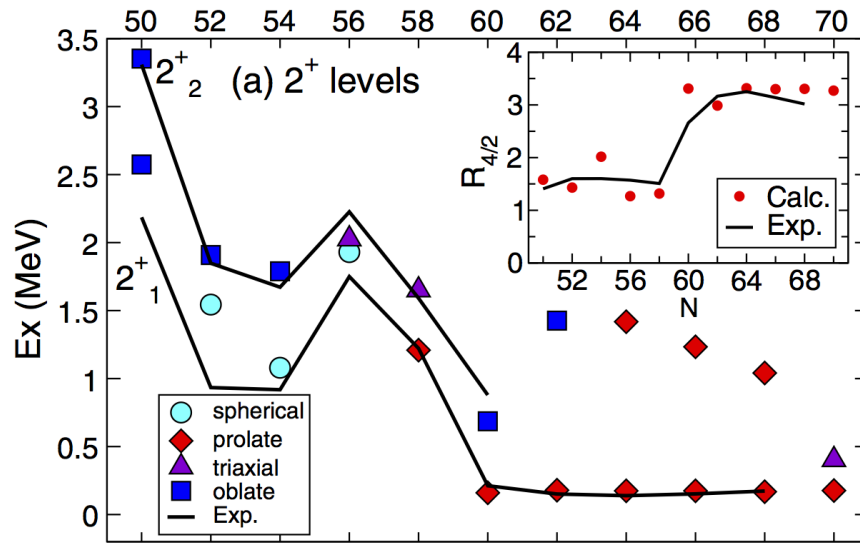 50 52 54 56 58 60 62 64 66 68 70
3.5
3
2.5
2
1.5
1
0.5
0
Ex (MeV)
2⁺₂
(a) 2⁺ levels
2⁺₁
spherical
prolate
triaxial
oblate
Exp.
4
3
2
1
0
R₄/₂
Calc.
Exp.
52 56 60 64 68
N